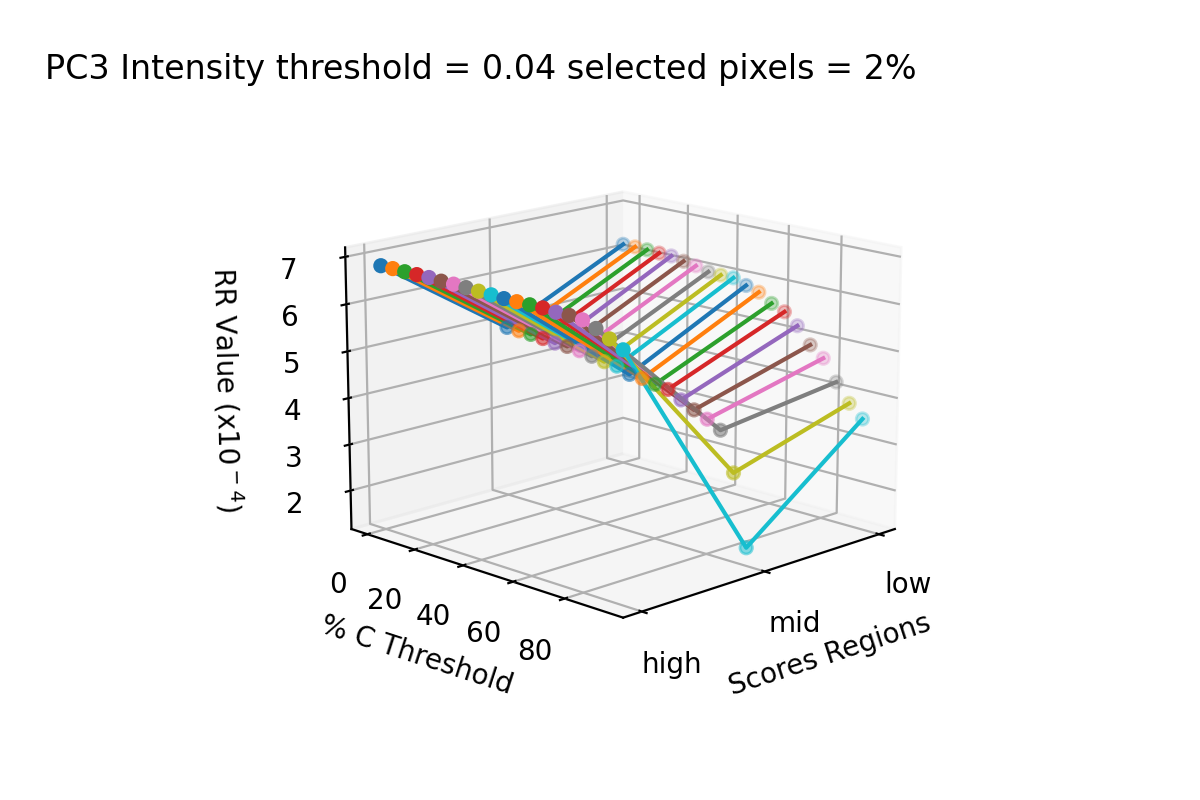 PC3 Intensity threshold = 0.04 selected pixels = 2%
RR Value (x10⁻⁴)
7
6
5
4
3
2
0
20
40
60
80
% C Threshold
high
mid
low
Scores Regions